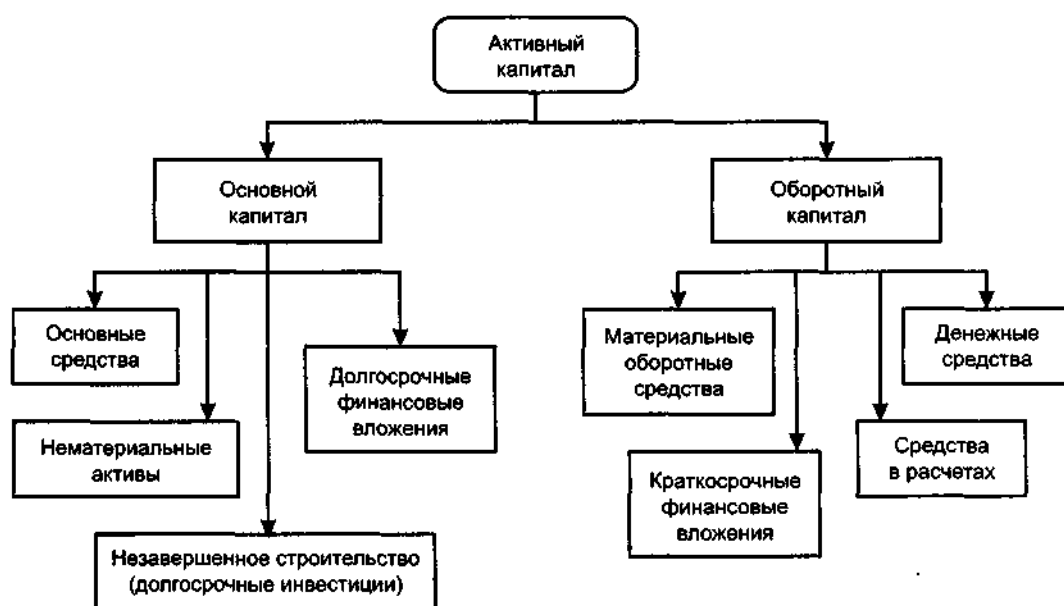 Активный
капитал
Основной
капитал
Оборотный
капитал
Основные
средства
Нематериальные
активы
Незавершенное строительство
(долгосрочные инвестиции)
Долгосрочные
финансовые
вложения
Материальные
оборотные
средства
Краткосрочные
финансовые
вложения
Средства
в расчетах
Денежные
средства